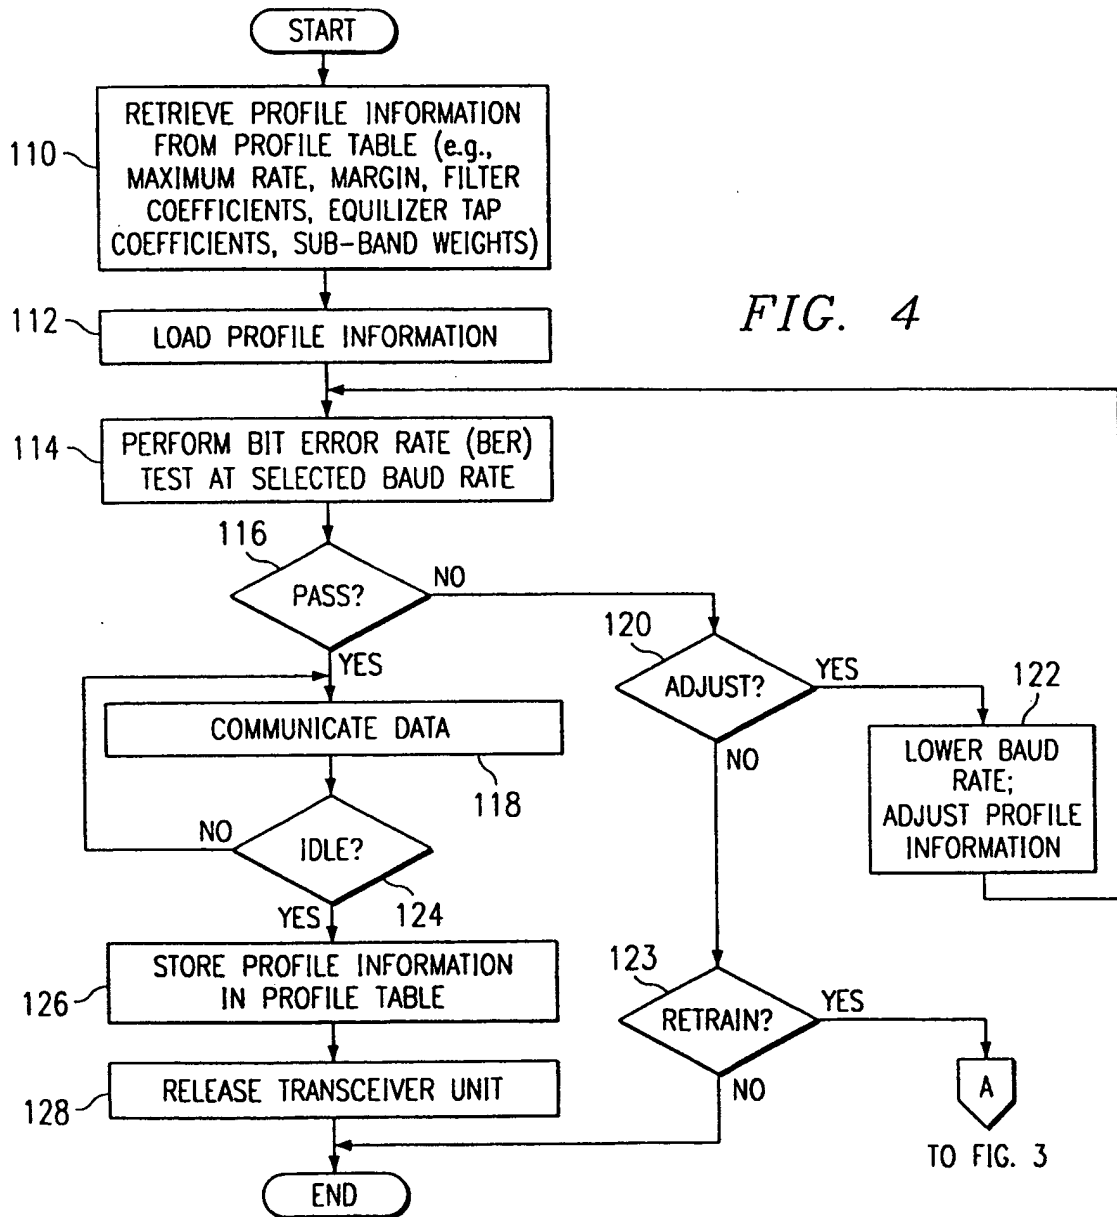 START
110
RETRIEVE PROFILE INFORMATION
FROM PROFILE TABLE (e.g.,
MAXIMUM RATE, MARGIN, FILTER
COEFFICIENTS, EQUILIZER TAP
COEFFICIENTS, SUB-BAND WEIGHTS)
112
LOAD PROFILE INFORMATION
FIG. 4
114
PERFORM BIT ERROR RATE (BER)
TEST AT SELECTED BAUD RATE
116
PASS?
NO
YES
120
ADJUST?
YES
NO
122
LOWER BAUD
RATE;
ADJUST PROFILE
INFORMATION
COMMUNICATE DATA
118
IDLE?
NO
124
YES
126
STORE PROFILE INFORMATION
IN PROFILE TABLE
123
RETRAIN?
YES
NO
A
TO FIG. 3
128
RELEASE TRANSCEIVER UNIT
END